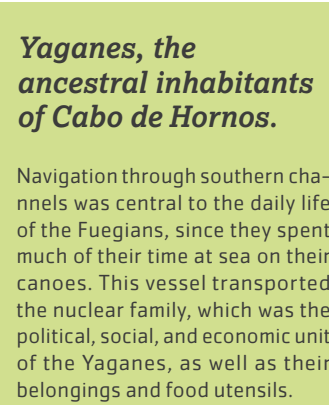 Yaganes, the
ancestral inhabitants
of Cabo de Hornos.
Navigation through southern cha-
nnels was central to the daily life
of the Fuegians, since they spent
much of their time at sea on their
canoes. This vessel transported
the nuclear family, which was the
political, social, and economic unit
of the Yaganes, as well as their
belongings and food utensils.